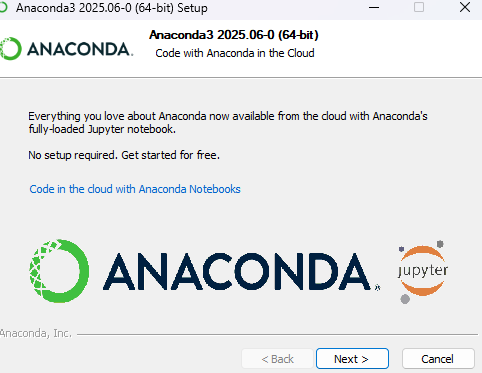 Anaconda3 2025.06-0 (64-bit) Setup
ANACONDA.
Anaconda3 2025.06-0 (64-bit)
Code with Anaconda in the Cloud
Everything you love about Anaconda now available from the cloud with Anaconda's
fully-loaded Jupyter notebook.
No setup required. Get started for free.
Code in the cloud with Anaconda Notebooks
ANACONDA.
jupyter
Anaconda, Inc.
< Back
Next >
Cancel